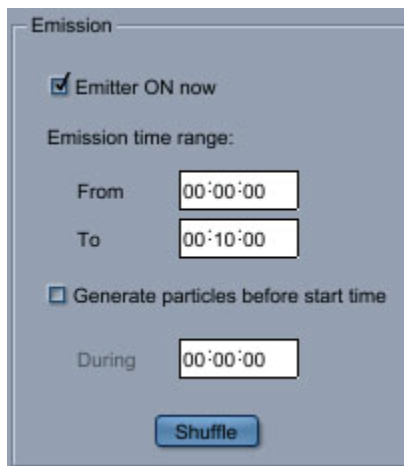 Emission
Emitter ON now
Emission time range:
From 00:00:00
To 00:10:00
Generate particles before start time
During 00:00:00
Shuffle